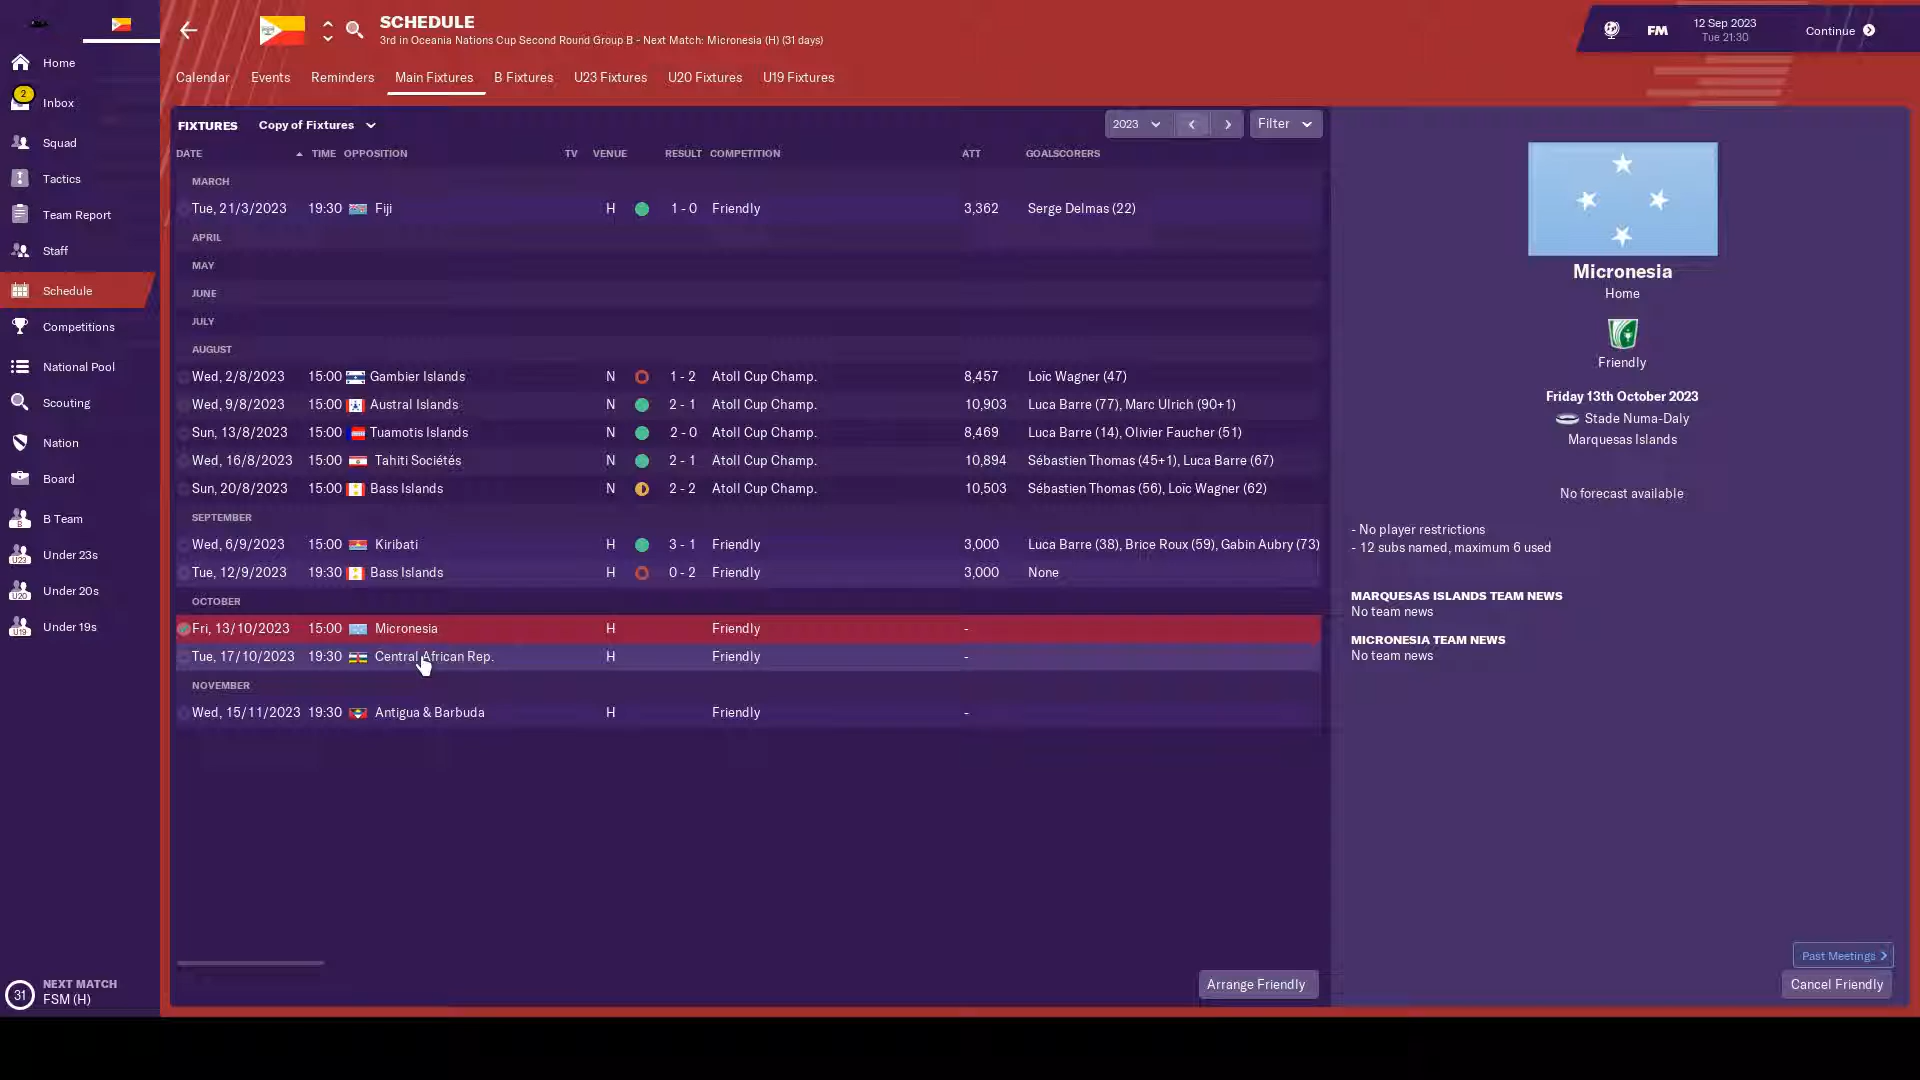 SCHEDULE
3rd in Oceania Nations Cup Second Round Group B - Next Match: Micronesia (H) (31 days)
FM
12 Sep 2023
Tue 21:30
Continue
Calendar Events Reminders Main Fixtures B Fixtures U23 Fixtures U20 Fixtures U19 Fixtures
Home
2
Inbox
Squad
Tactics
Team Report
Staff
Schedule
Competitions
National Pool
Scouting
Nation
Board
B
B Team
U23
Under 23s
U20
Under 20s
U19
Under 19s
31
NEXT MATCH
FSM (H)
FIXTURES Copy of Fixtures 2023 Filter
DATE TIME OPPOSITION TV VENUE RESULT COMPETITION ATT GOALSCORERS
MARCH
Tue, 21/3/2023 19:30 Fiji H 1 - 0 Friendly 3,362 Serge Delmas (22)
APRIL
MAY
JUNE
JULY
AUGUST
Wed, 2/8/2023 15:00 Gambier Islands N 1 - 2 Atoll Cup Champ. 8,457 Loïc Wagner (47)
Wed, 9/8/2023 15:00 Austral Islands N 2 - 1 Atoll Cup Champ. 10,903 Luca Barre (77), Marc Ulrich (90+1)
Sun, 13/8/2023 15:00 Tuamotis Islands N 2 - 0 Atoll Cup Champ. 8,469 Luca Barre (14), Olivier Faucher (51)
Wed, 16/8/2023 15:00 Tahiti Sociétés N 2 - 1 Atoll Cup Champ. 10,894 Sébastien Thomas (45+1), Luca Barre (67)
Sun, 20/8/2023 15:00 Bass Islands N 2 - 2 Atoll Cup Champ. 10,503 Sébastien Thomas (56), Loïc Wagner (62)
SEPTEMBER
Wed, 6/9/2023 15:00 Kiribati H 3 - 1 Friendly 3,000 Luca Barre (38), Brice Roux (59), Gabin Aubry (73)
Tue, 12/9/2023 19:30 Bass Islands H 0 - 2 Friendly 3,000 None
OCTOBER
Fri, 13/10/2023 15:00 Micronesia H Friendly -
Tue, 17/10/2023 19:30 Central African Rep. H Friendly -
NOVEMBER
Wed, 15/11/2023 19:30 Antigua & Barbuda H Friendly -
Arrange Friendly
Micronesia
Home
Friendly
Friday 13th October 2023
Stade Numa-Daly
Marquesas Islands
No forecast available
- No player restrictions
- 12 subs named, maximum 6 used
MARQUESAS ISLANDS TEAM NEWS
No team news
MICRONESIA TEAM NEWS
No team news
Past Meetings
Cancel Friendly